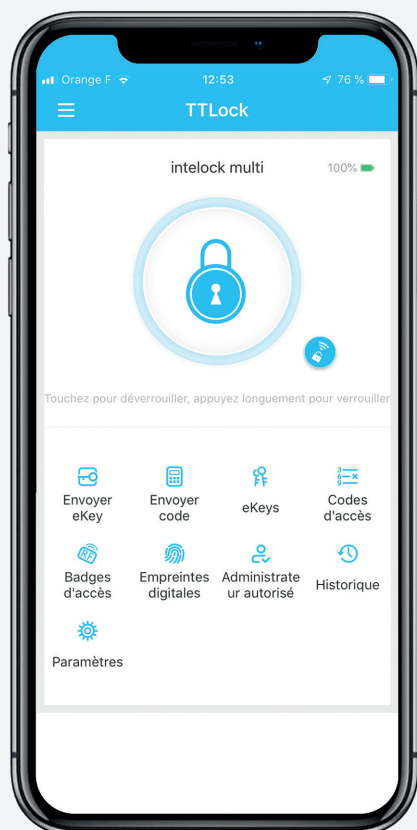 Orange F 12:53 76 %
TTLock
intelock multi 100%
Touchez pour déverrouiller, appuyez longuement pour verrouiller
Envoyer
eKey
Envoyer
code
eKeys
Codes
d'accès
Badges
d'accès
Empreintes
digitales
Administrate
ur autorisé
Historique
Paramètres